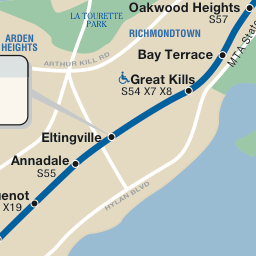 Oakwood Heights
S57
LA TOURETTE
PARK
RICHMONDTOWN
ARDEN
HEIGHTS
Bay Terrace
ARTHUR KILL RD
Great Kills
S54 X7 X8
MTA
Eltingville
Annadale
S55
X19
HYLAN BLVD